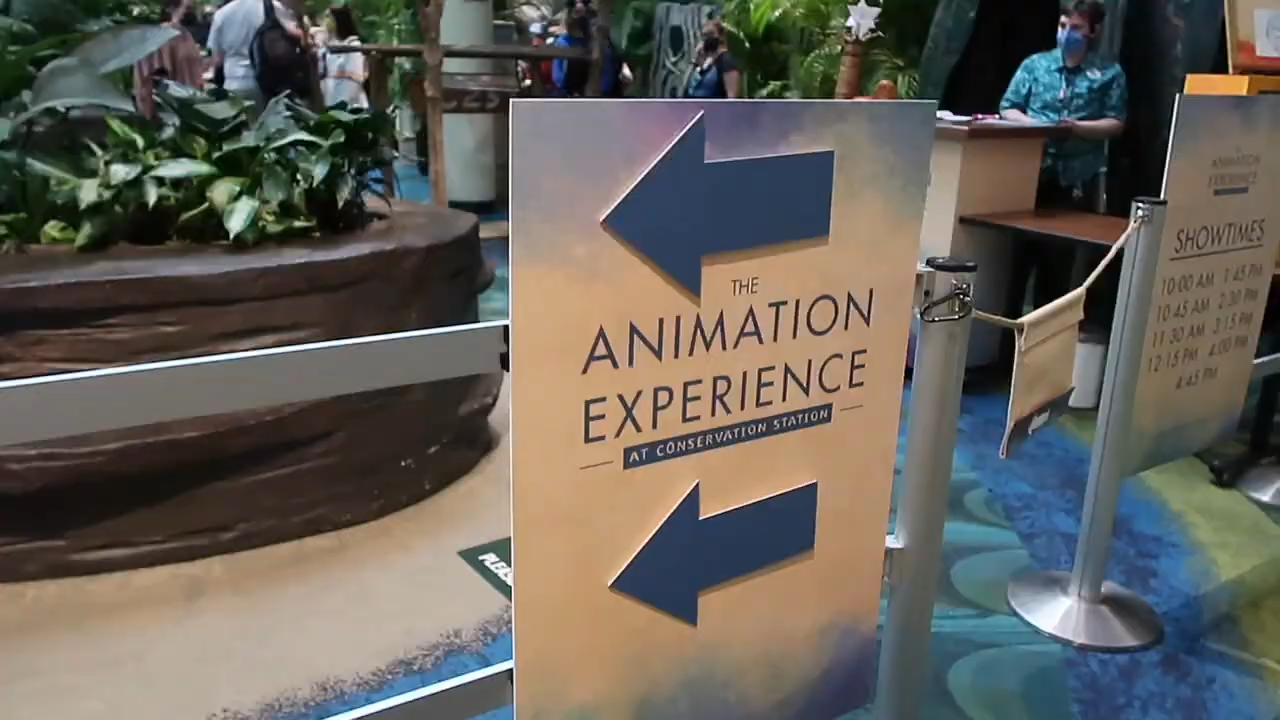 THE
ANIMATION
EXPERIENCE
AT CONSERVATION STATION
ANIMATION
EXPERIENCE
SHOWTIMES
10:00 AM 1:45 PM
10:45 AM 2:30 PM
11:30 AM 3:15 PM
12:15 PM 4:00 PM
4:45 PM